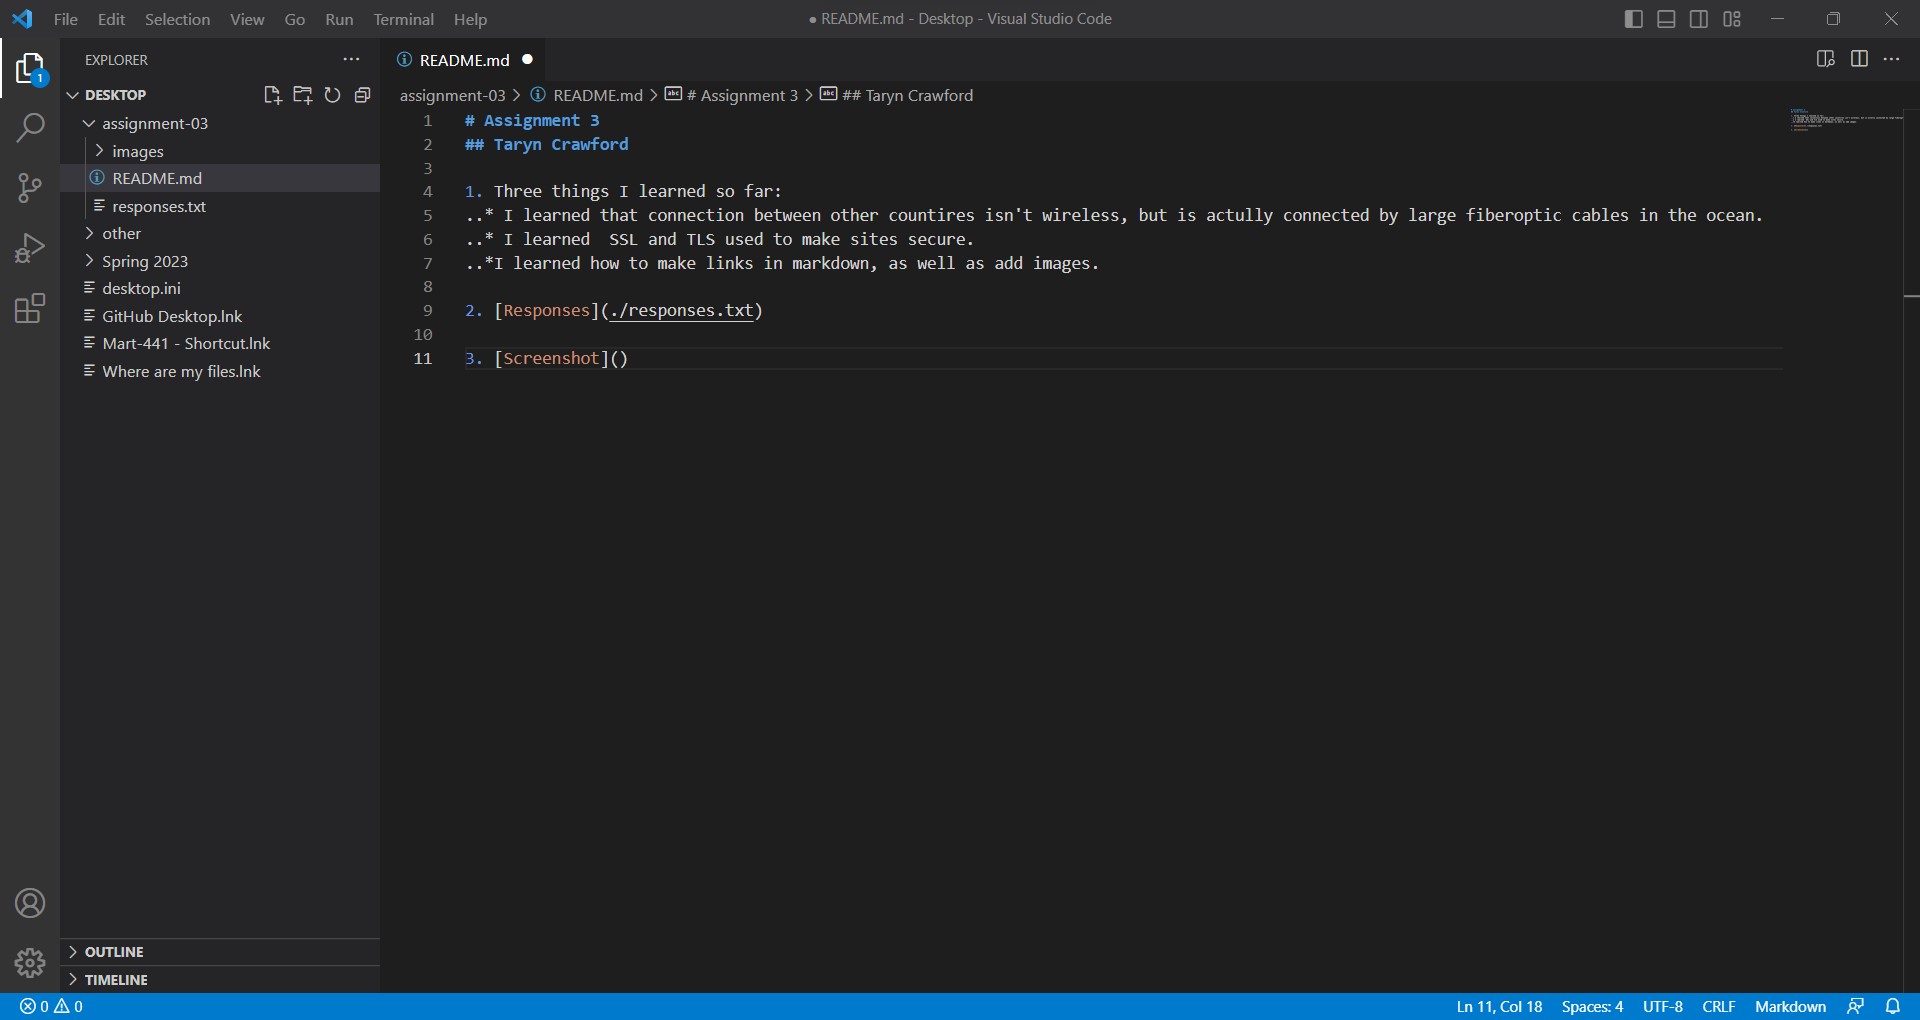 File Edit Selection View Go Run Terminal Help
● README.md - Desktop - Visual Studio Code
1
EXPLORER
DESKTOP
assignment-03
images
README.md
responses.txt
other
Spring 2023
desktop.ini
GitHub Desktop.lnk
Mart-441 - Shortcut.lnk
Where are my files.lnk
OUTLINE
TIMELINE
README.md
assignment-03 > README.md > # Assignment 3 > ## Taryn Crawford
1 # Assignment 3
2 ## Taryn Crawford
3
4 1. Three things I learned so far:
5 ..* I learned that connection between other countires isn't wireless, but is actully connected by large fiberoptic cables in the ocean.
6 ..* I learned  SSL and TLS used to make sites secure.
7 ..*I learned how to make links in markdown, as well as add images.
8
9 2. [Responses](./responses.txt)
10
11 3. [Screenshot]()
0 0
Ln 11, Col 18 Spaces: 4 UTF-8 CRLF Markdown